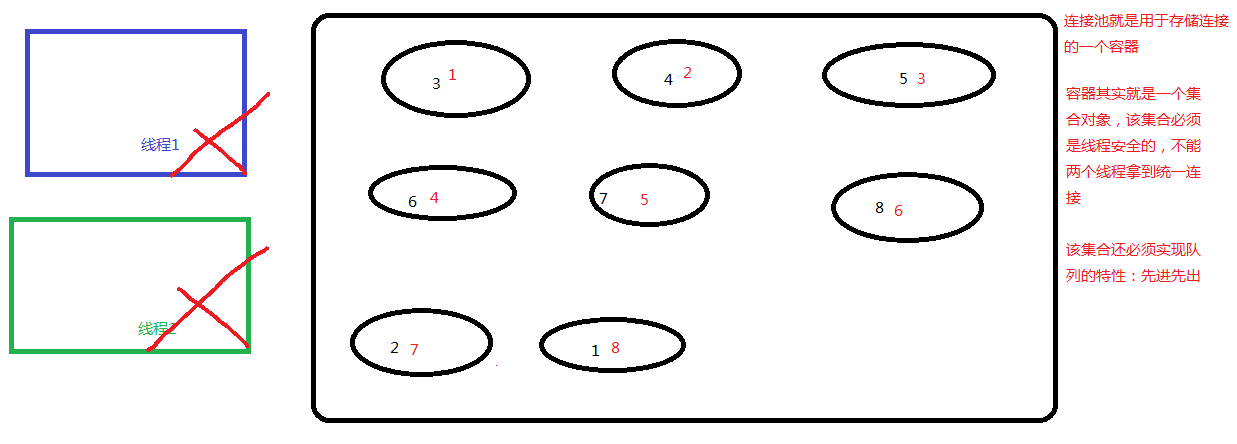 连接池就是用于存储连接
的一个容器
3 1
4 2
5 3
容器其实就是一个集
合对象，该集合必须
是线程安全的，不能
两个线程拿到统一连
接
线程1
6 4
7 5
8 6
该集合还必须实现队
列的特性：先进先出
线程2
2 7
1 8